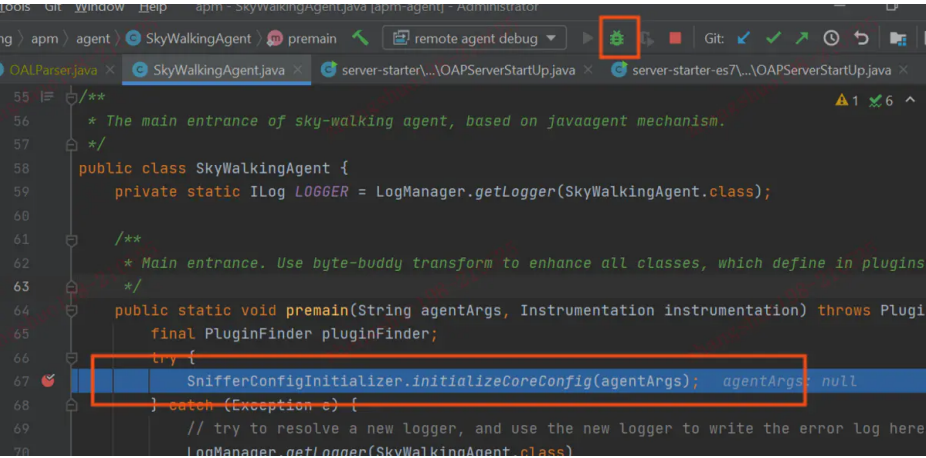 Tools Git Window Help apm - SkyWalkingAgent.java [apm-agent] - Administrator
ng apm agent SkyWalkingAgent premain remote agent debug Git:
OALParser.java SkyWalkingAgent.java server-starter\...\OAPServerStartUp.java server-starter-es7\...\OAPServerStartUp.java
55 /** 1 6
56 * The main entrance of sky-walking agent, based on javaagent mechanism.
57 */
58 public class SkyWalkingAgent {
59 private static ILog LOGGER = LogManager.getLogger(SkyWalkingAgent.class);
60
61 /**
62 * Main entrance. Use byte-buddy transform to enhance all classes, which define in plugins
63 */
64 public static void premain(String agentArgs, Instrumentation instrumentation) throws Plugi
65 final PluginFinder pluginFinder;
66 try {
67 SnifferConfigInitializer.initializeCoreConfig(agentArgs); agentArgs: null
68 } catch (Exception e) {
69 // try to resolve a new logger, and use the new logger to write the error log here
70 LogManager.getLogger(SkyWalkingAgent.class)